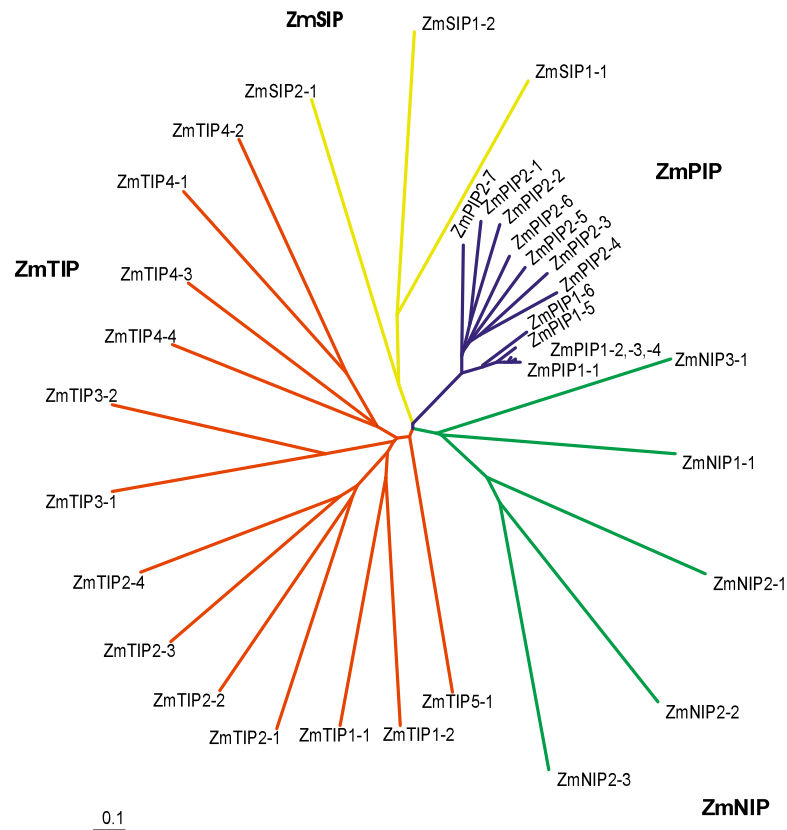 ZmSIP
ZmSIP1-2
ZmSIP1-1
ZmSIP2-1
ZmTIP4-2
ZmTIP4-1
ZmPIP
ZmPIP2-7
ZmPIP2-1
ZmPIP2-2
ZmPIP2-6
ZmPIP2-5
ZmPIP2-3
ZmPIP2-4
ZmTIP
ZmTIP4-3
ZmPIP1-6
ZmPIP1-5
ZmTIP4-4
ZmPIP1-2,-3,-4
ZmNIP3-1
ZmPIP1-1
ZmTIP3-2
ZmNIP1-1
ZmTIP3-1
ZmTIP2-4
ZmNIP2-1
ZmTIP2-3
ZmTIP2-2
ZmTIP5-1
ZmNIP2-2
ZmTIP2-1
ZmTIP1-1
ZmTIP1-2
ZmNIP2-3
ZmNIP
0.1